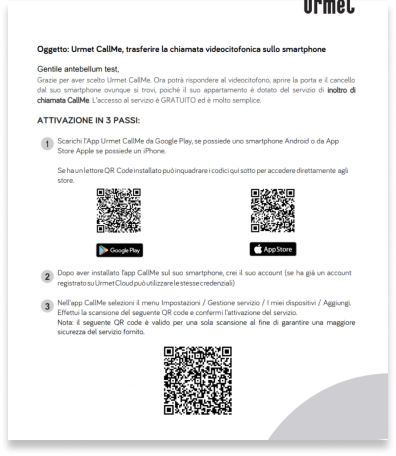 urmet
Oggetto: Urmet CallMe, trasferire la chiamata videocitofonica sullo smartphone
Gentile antebellum test,
Grazie per aver scelto Urmet CallMe. Ora potrà rispondere al videocitofono, aprire la porta e il cancello
dal suo smartphone ovunque si trovi, poiché il suo appartamento è dotato del servizio di inoltro di
chiamata CallMe. L'accesso al servizio è GRATUITO ed è molto semplice.
ATTIVAZIONE IN 3 PASSI:
1 Scarichi l'App Urmet CallMe da Google Play, se possiede uno smartphone Android o da App
Store Apple se possiede un iPhone.
Se ha un lettore QR Code installato può inquadrare i codici qui sotto per accedere direttamente agli
store.
Google Play App Store
2 Dopo aver installato l'app CallMe sul suo smartphone, crei il suo account (se ha già un account
registrato su Urmet Cloud può utilizzare le stesse credenziali)
3 Nell'app CallMe selezioni il menu Impostazioni / Gestione servizio / I miei dispositivi / Aggiungi.
Effettui la scansione del seguente QR code e confermi l'attivazione del servizio.
Nota: il seguente QR code è valido per una sola scansione al fine di garantire una maggiore
sicurezza del servizio fornito.